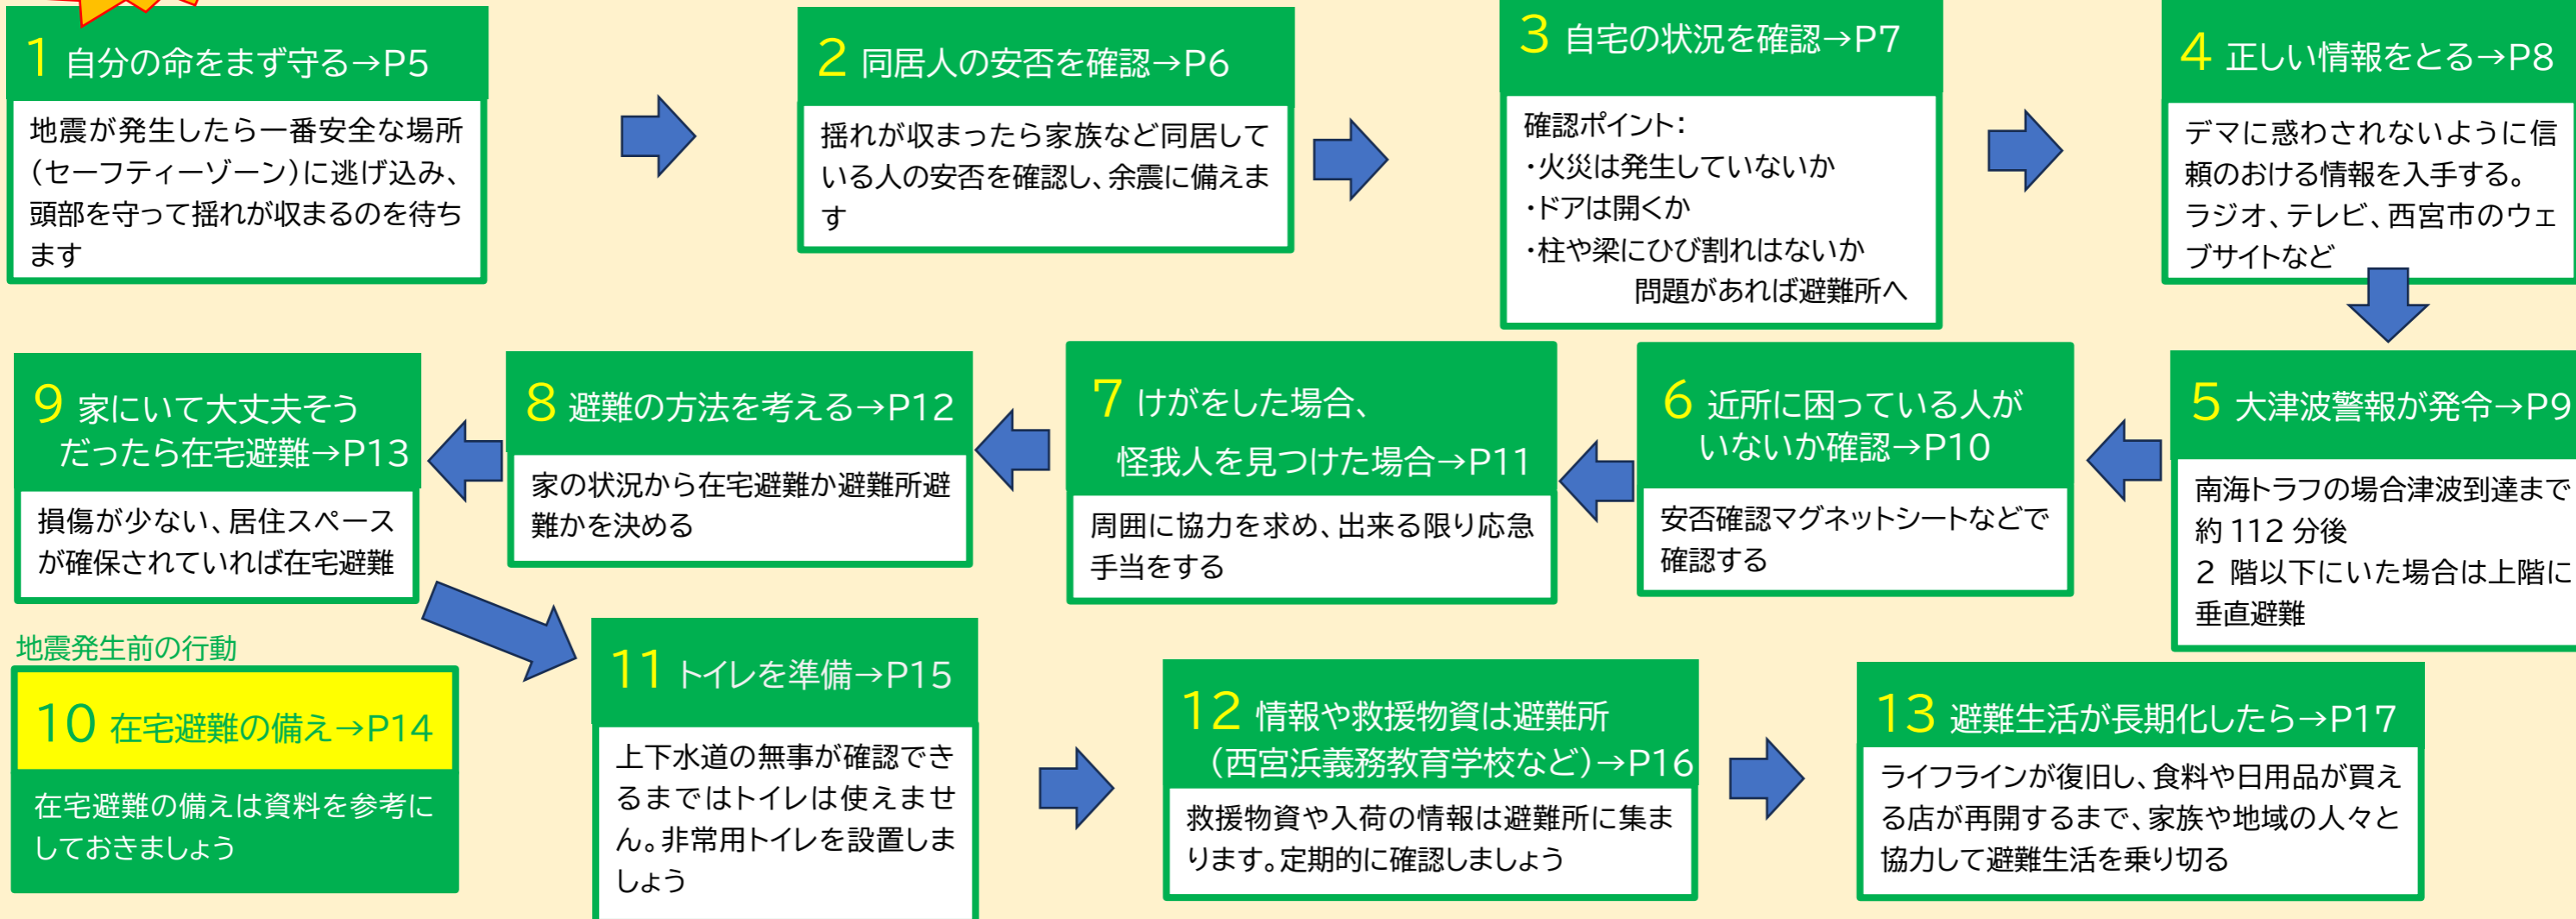 1 自分の命をまず守る→P5
地震が発生したら一番安全な場所
(セーフティーゾーン)に逃げ込み、
頭部を守って揺れが収まるのを待ち
ます
2 同居人の安否を確認→P6
揺れが収まったら家族など同居して
いる人の安否を確認し、余震に備えま
す
3 自宅の状況を確認→P7
確認ポイント:
・火災は発生していないか
・ドアは開くか
・柱や梁にひび割れはないか
問題があれば避難所へ
4 正しい情報をとる→P8
デマに惑わされないように信
頼のおける情報を入手する。
ラジオ、テレビ、西宮市のウェ
ブサイトなど
5 大津波警報が発令→P9
南海トラフの場合津波到達まで
約 112 分後
2 階以下にいた場合は上階に
垂直避難
6 近所に困っている人が
いないか確認→P10
安否確認マグネットシートなどで
確認する
7 けがをした場合、
怪我人を見つけた場合→P11
周囲に協力を求め、出来る限り応急
手当をする
8 避難の方法を考える→P12
家の状況から在宅避難か避難所避
難かを決める
9 家にいて大丈夫そう
だったら在宅避難→P13
損傷が少ない、居住スペース
が確保されていれば在宅避難
地震発生前の行動
10 在宅避難の備え→P14
在宅避難の備えは資料を参考に
しておきましょう
11 トイレを準備→P15
上下水道の無事が確認でき
るまではトイレは使えませ
ん。非常用トイレを設置しま
しょう
12 情報や救援物資は避難所
(西宮浜義務教育学校など)→P16
救援物資や入荷の情報は避難所に集ま
ります。定期的に確認しましょう
13 避難生活が長期化したら→P17
ライフラインが復旧し、食料や日用品が買え
る店が再開するまで、家族や地域の人々と
協力して避難生活を乗り切る